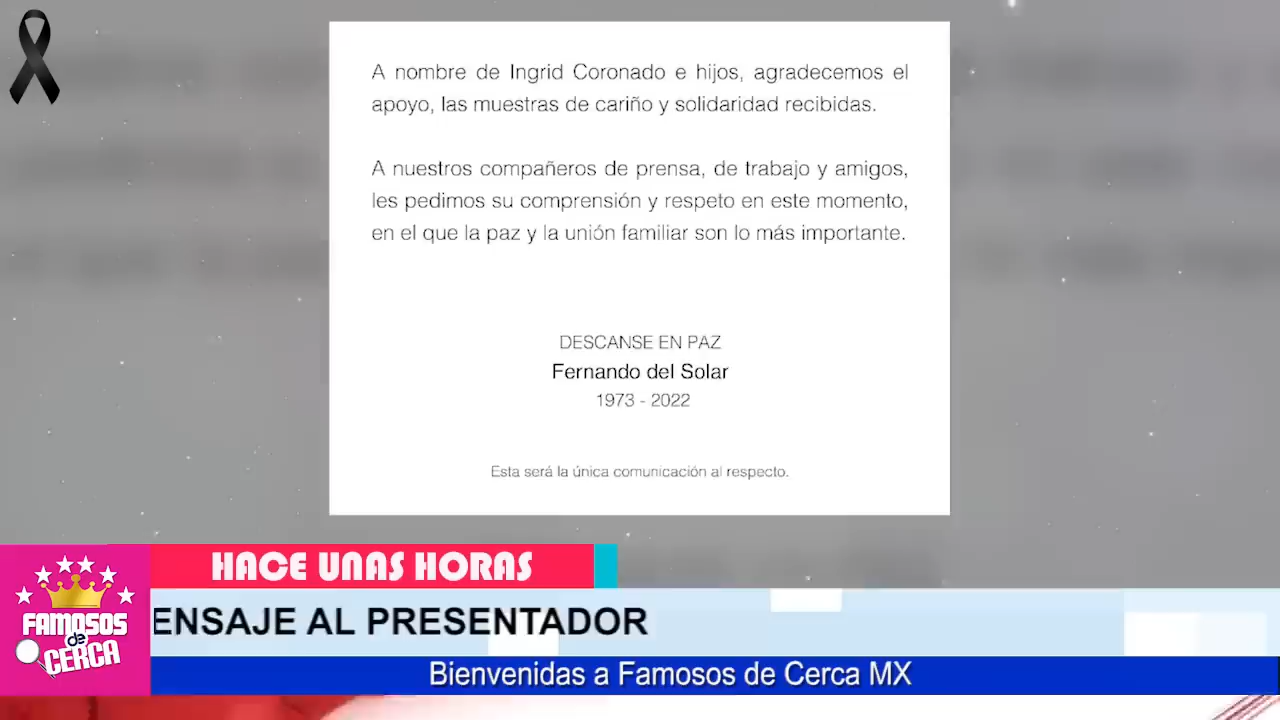 A nombre de Ingrid Coronado e hijos, agradecemos el
apoyo, las muestras de cariño y solidaridad recibidas.
A nuestros compañeros de prensa, de trabajo y amigos,
les pedimos su comprensión y respeto en este momento,
en el que la paz y la unión familiar son lo más importante.
DESCANSE EN PAZ
Fernando del Solar
1973 - 2022
Esta será la única comunicación al respecto.
HACE UNAS HORAS
FAMOSOS
de
CERCA
ENSAJE AL PRESENTADOR
Bienvenidas a Famosos de Cerca MX